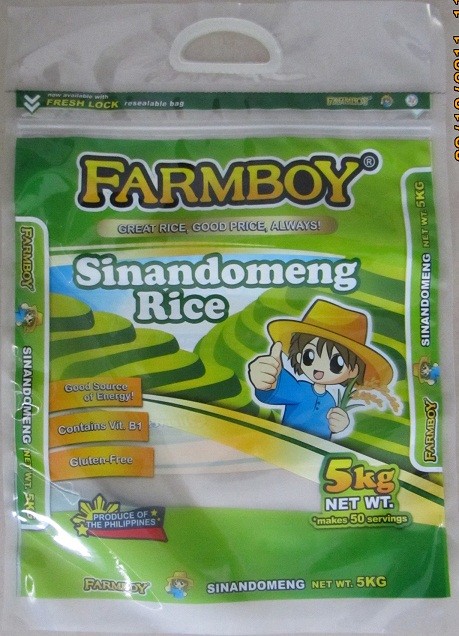 now available with
FRESH LOCK resealable bag
FARMBOY
FARMBOY®
GREAT RICE, GOOD PRICE, ALWAYS!
Sinandomeng
Rice
Good Source
of Energy!
Contains Vit. B1
Gluten-Free
5kg
NET WT.
*makes 50 servings
PRODUCE OF
THE PHILIPPINES
FARMBOY SINANDOMENG NET WT. 5KG
FARMBOY SINANDOMENG NET WT. 5KG
FARMBOY SINANDOMENG NET WT. 5KG